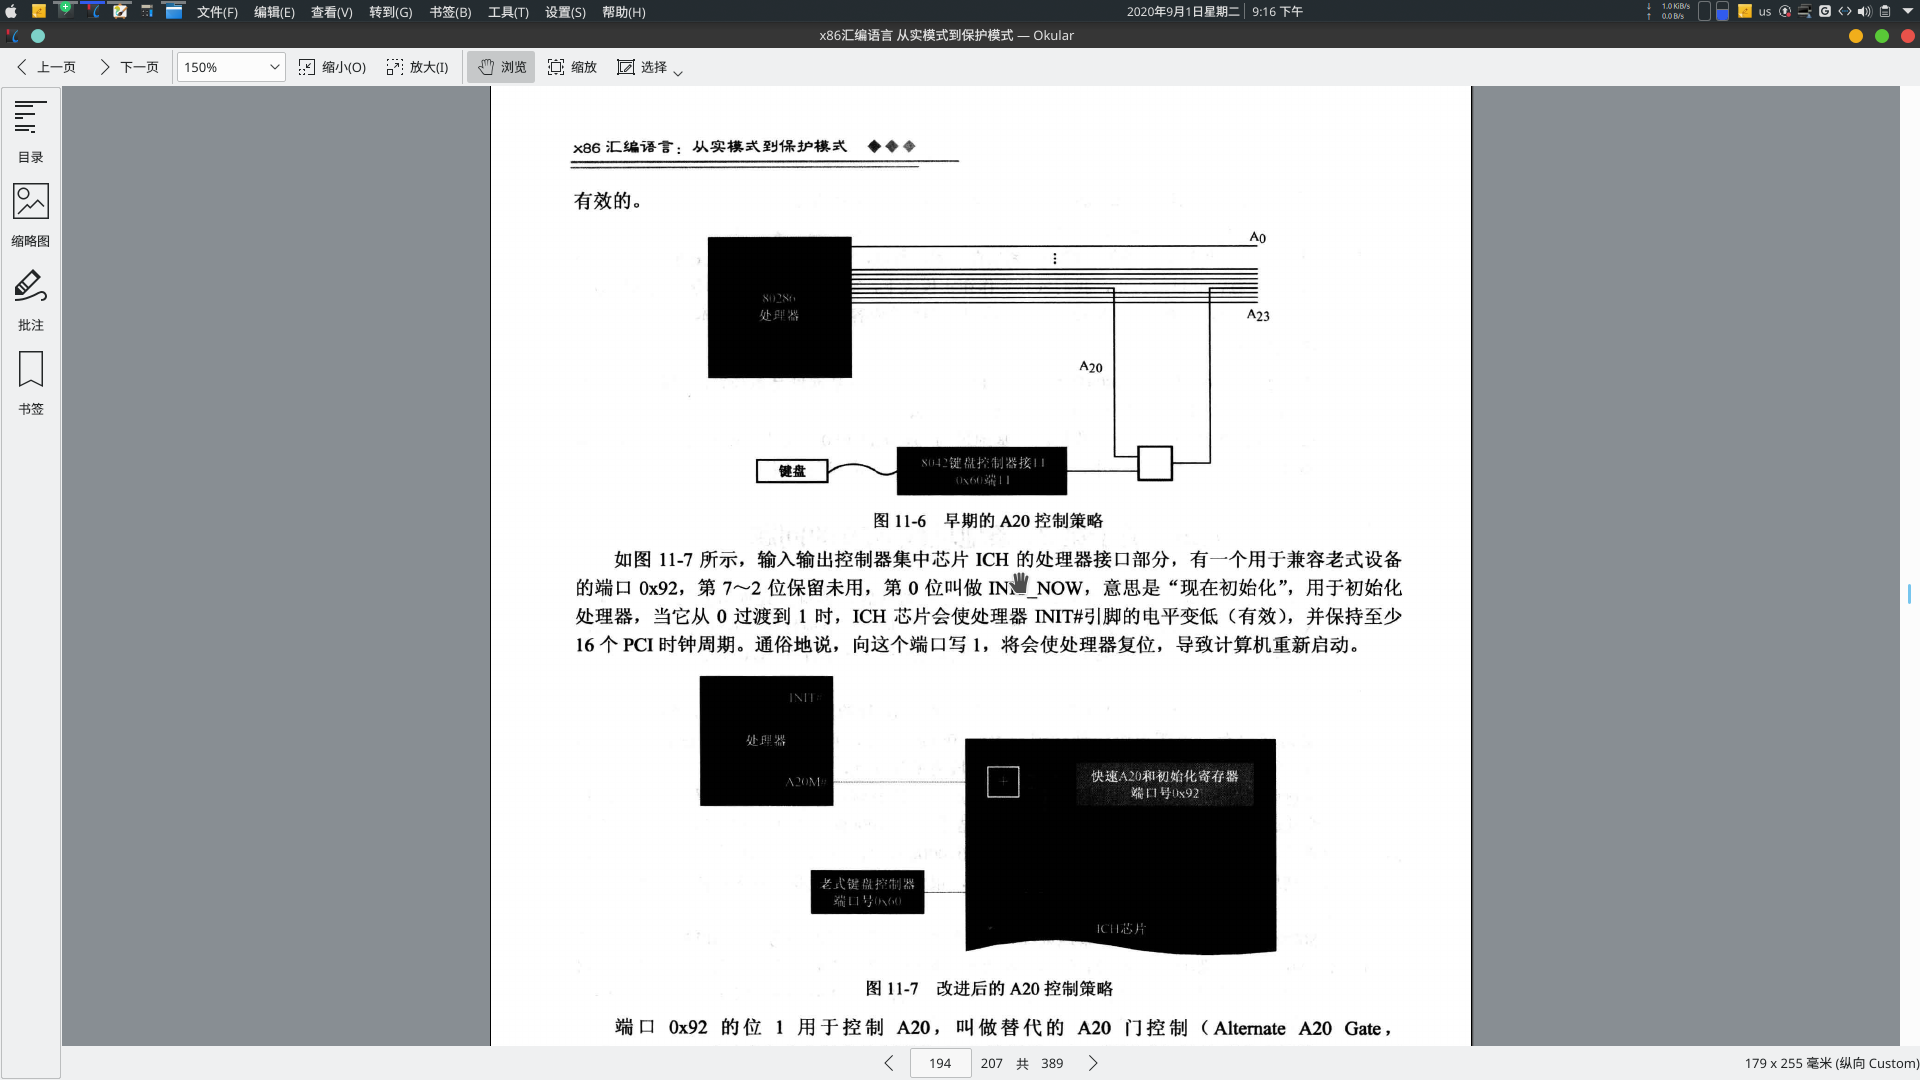 文件(F) 编辑(E) 查看(V) 转到(G) 书签(B) 工具(T) 设置(S) 帮助(H)
2020年9月1日星期二 9:16 下午
1.0 KiB/s
0.0 B/s
us
x86汇编语言 从实模式到保护模式 — Okular
上一页 下一页 150% 缩小(O) 放大(I) 浏览 缩放 选择
目录
缩略图
批注
书签
x86 汇编语言：从实模式到保护模式
有效的。
A0
80286
处理器
A23
A20
键盘
8042键盘控制器接口
0x60端口
图 11-6 早期的 A20 控制策略
如图 11-7 所示，输入输出控制器集中芯片 ICH 的处理器接口部分，有一个用于兼容老式设备
的端口 0x92，第 7～2 位保留未用，第 0 位叫做 INIT_NOW，意思是“现在初始化”，用于初始化
处理器，当它从 0 过渡到 1 时，ICH 芯片会使处理器 INIT#引脚的电平变低（有效），并保持至少
16 个 PCI 时钟周期。通俗地说，向这个端口写 1，将会使处理器复位，导致计算机重新启动。
INIT#
处理器
A20M#
+
快速A20和初始化寄存器
端口号0x92
老式键盘控制器
端口号0x60
ICH芯片
图 11-7 改进后的 A20 控制策略
端口 0x92 的位 1 用于控制 A20，叫做替代的 A20 门控制（Alternate A20 Gate，
194 207 共 389
179 x 255 毫米 (纵向 Custom)